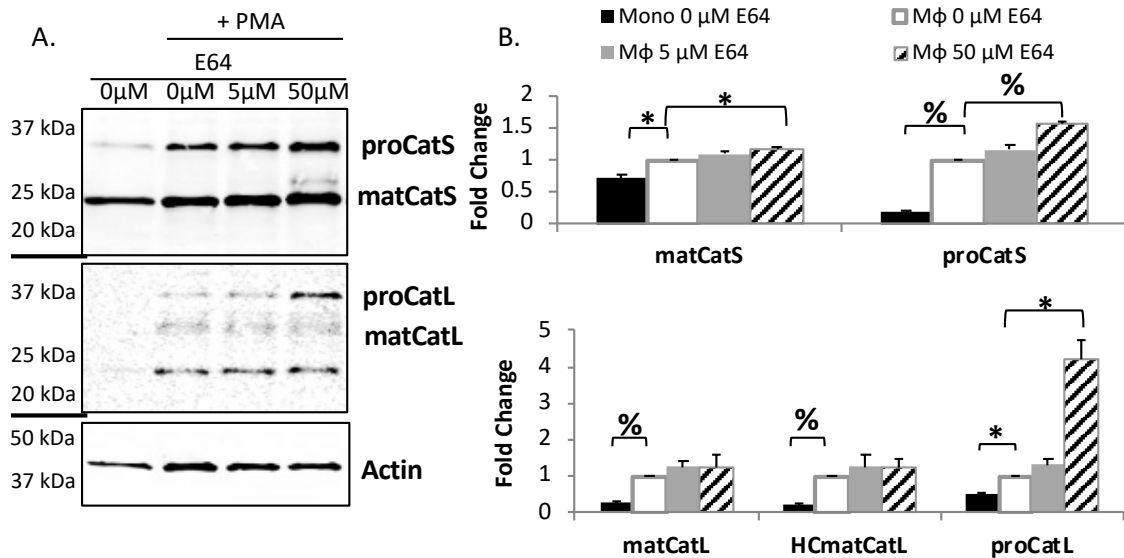 A.
+ PMA
E64
0µM 0µM 5µM 50µM
37 kDa
proCatS
25 kDa
matCatS
20 kDa
37 kDa
proCatL
matCatL
25 kDa
20 kDa
50 kDa
Actin
37 kDa
B.
Mono 0 µM E64
Mφ 0 µM E64
Mφ 5 µM E64
Mφ 50 µM E64
Fold Change
2
1.5
1
0.5
0
* * % %
matCatS proCatS
Fold Change
5
4
3
2
1
0
% % * *
matCatL HCmatCatL proCatL